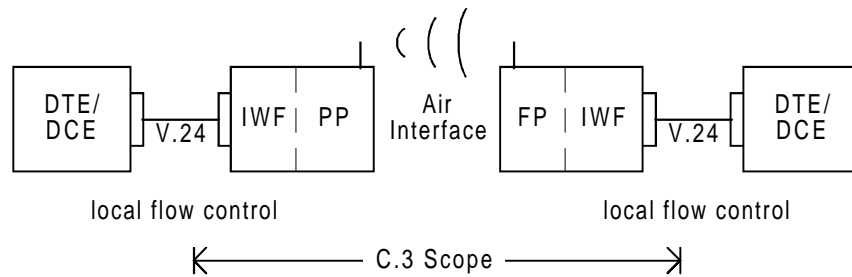 DTE/
DCE
V.24
IWF
PP
Air
Interface
FP
IWF
V.24
DTE/
DCE
local flow control
local flow control
C.3 Scope